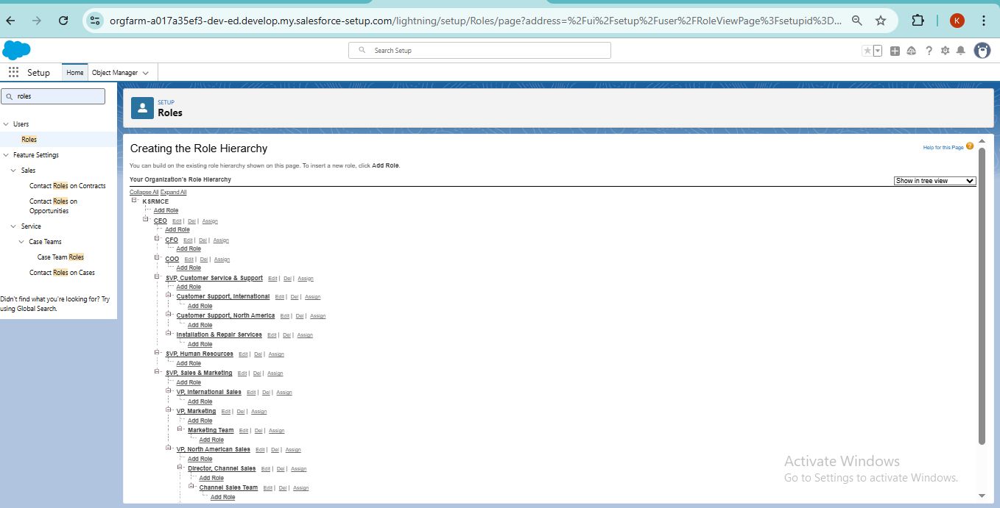 orgfarm-a017a35ef3-dev-ed.develop.my.salesforce-setup.com/lightning/setup/Roles/page?address=%2Fui%2Fsetup%2Fuser%2FRoleViewPage%3Fsetupid%3D...
K
Search Setup
Setup
Home
Object Manager
roles
Users
Roles
Feature Settings
Sales
Contact Roles on Contracts
Contact Roles on
Opportunities
Service
Case Teams
Case Team Roles
Contact Roles on Cases
Didn't find what you're looking for? Try
using Global Search.
SETUP
Roles
Creating the Role Hierarchy
Help for this Page ?
You can build on the existing role hierarchy shown on this page. To insert a new role, click Add Role.
Your Organization's Role Hierarchy
Show in tree view
Collapse All Expand All
KSRMCE
Add Role
CEO Edit | Del | Assign
Add Role
CFO Edit | Del | Assign
Add Role
COO Edit | Del | Assign
Add Role
SVP, Customer Service & Support Edit | Del | Assign
Add Role
Customer Support, International Edit | Del | Assign
Add Role
Customer Support, North America Edit | Del | Assign
Add Role
Installation & Repair Services Edit | Del | Assign
Add Role
SVP, Human Resources Edit | Del | Assign
Add Role
SVP, Sales & Marketing Edit | Del | Assign
Add Role
VP, International Sales Edit | Del | Assign
Add Role
VP, Marketing Edit | Del | Assign
Add Role
Marketing Team Edit | Del | Assign
Add Role
VP, North American Sales Edit | Del | Assign
Add Role
Director, Channel Sales Edit | Del | Assign
Add Role
Channel Sales Team Edit | Del | Assign
Add Role
Activate Windows
Go to Settings to activate Windows.